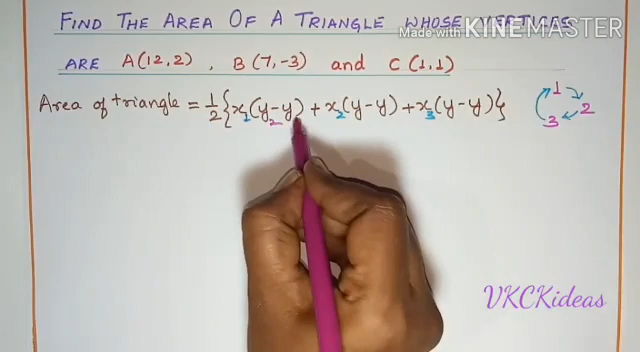 FIND THE AREA OF A TRIANGLE WHOSE VERTICES
Made with KINEMASTER
ARE A(12,2) , B(7,-3) and C(1,1)
Area of triangle = 1/2{x₁(y₂-y)+x₂(y-y)+x₃(y-y)}
1
2
3
VKCKideas